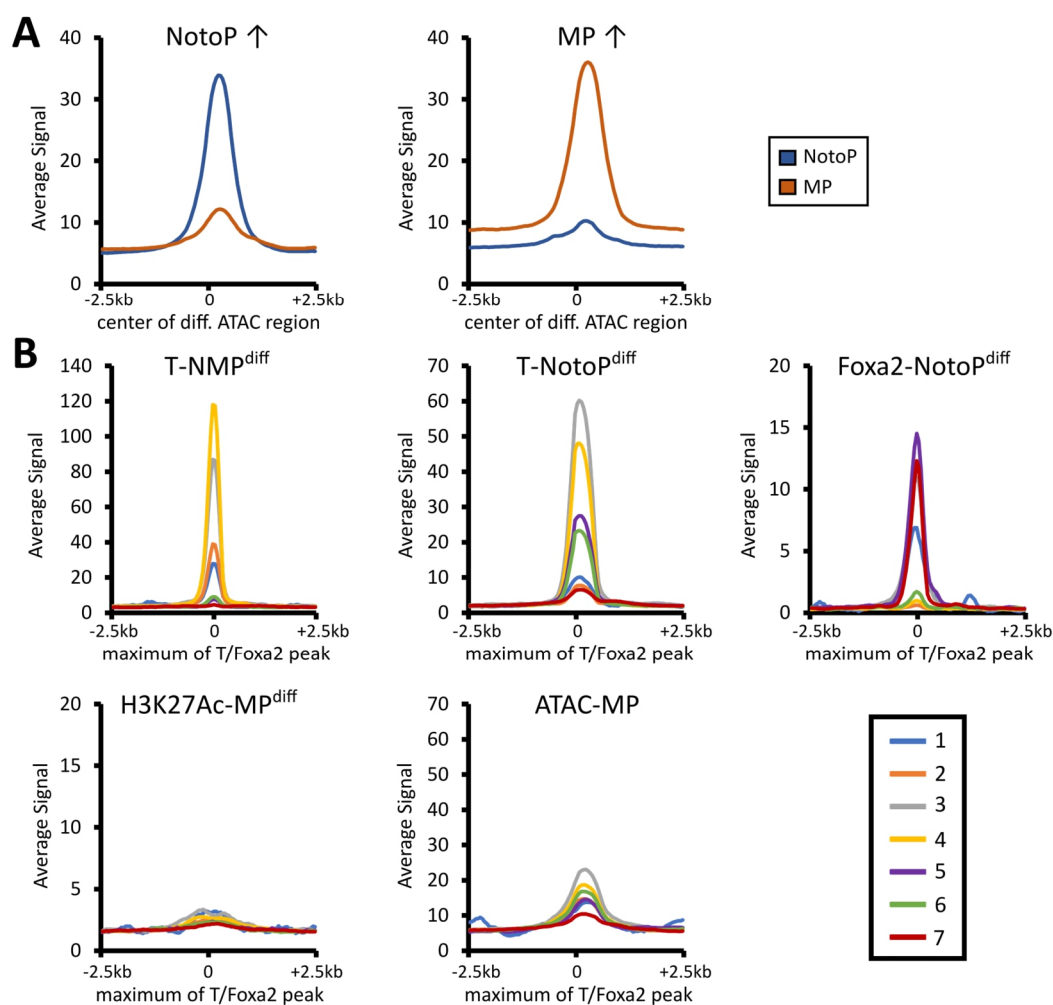 A
NotoP ↑
MP ↑
40
30
20
10
0
Average Signal
-2.5kb
0
+2.5kb
center of diff. ATAC region
40
30
20
10
0
Average Signal
-2.5kb
0
+2.5kb
center of diff. ATAC region
NotoP
MP
B
T-NMPdiff
140
120
100
80
60
40
20
0
Average Signal
-2.5kb
0
+2.5kb
maximum of T/Foxa2 peak
T-NotoPdiff
70
60
50
40
30
20
10
0
Average Signal
-2.5kb
0
+2.5kb
maximum of T/Foxa2 peak
Foxa2-NotoPdiff
20
15
10
5
0
Average Signal
-2.5kb
0
+2.5kb
maximum of T/Foxa2 peak
H3K27Ac-MPdiff
20
15
10
5
0
Average Signal
-2.5kb
0
+2.5kb
maximum of T/Foxa2 peak
ATAC-MP
70
60
50
40
30
20
10
0
Average Signal
-2.5kb
0
+2.5kb
maximum of T/Foxa2 peak
1
2
3
4
5
6
7